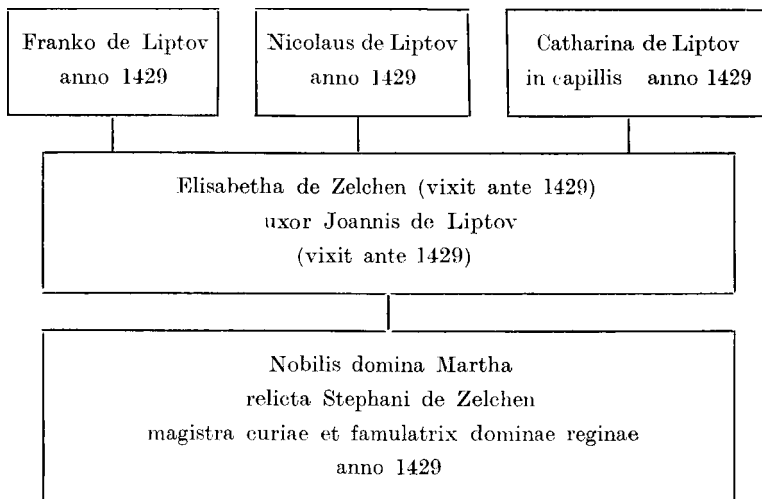 Franko de Liptov
anno 1429
Nicolaus de Liptov
anno 1429
Catharina de Liptov
in capillis anno 1429
Elisabetha de Zelchen (vixit ante 1429)
uxor Joannis de Liptov
(vixit ante 1429)
Nobilis domina Martha
relicta Stephani de Zelchen
magistra curiae et famulatrix dominae reginae
anno 1429